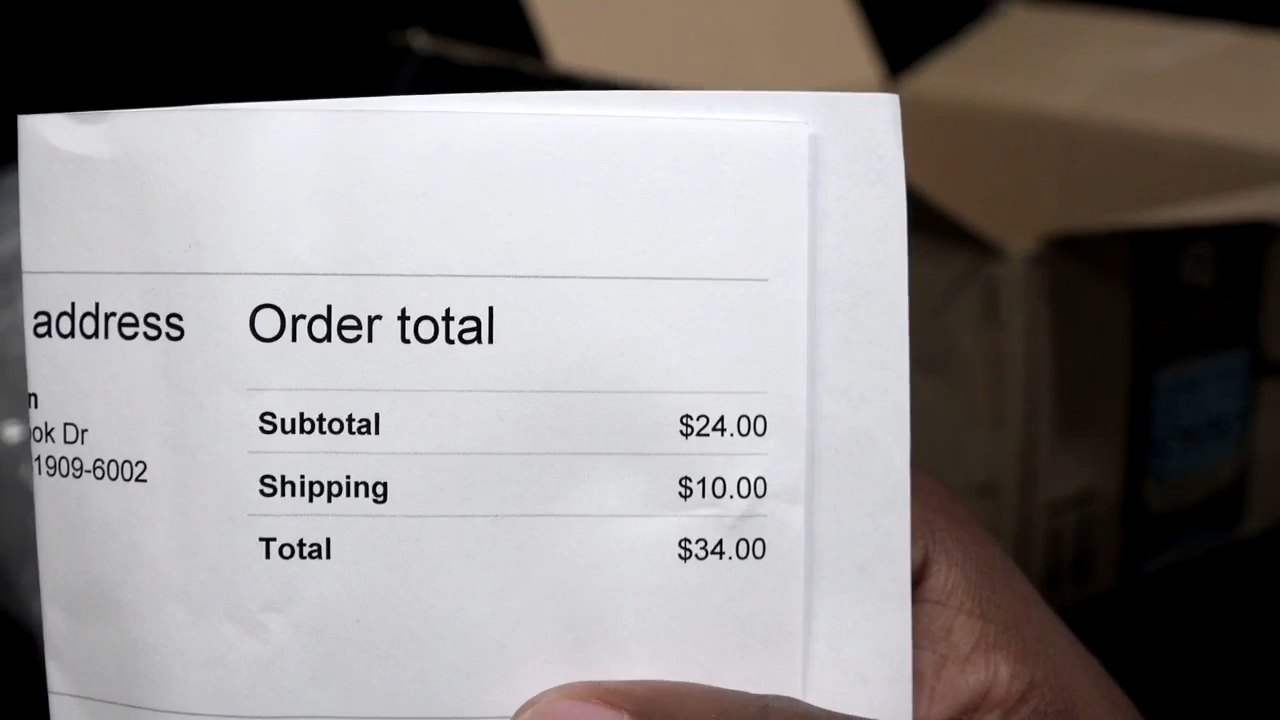 address
Order total
n
ok Dr
1909-6002
Subtotal $24.00
Shipping $10.00
Total $34.00